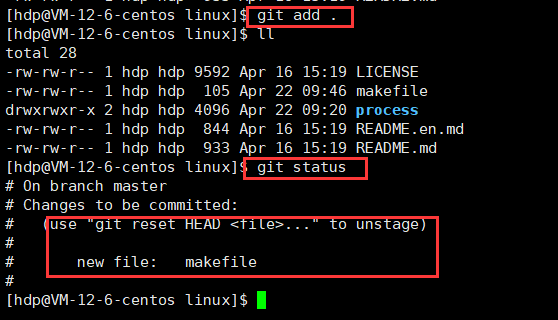 [hdp@VM-12-6-centos linux]$ git add .
[hdp@VM-12-6-centos linux]$ ll
total 28
-rw-rw-r-- 1 hdp hdp 9592 Apr 16 15:19 LICENSE
-rw-rw-r-- 1 hdp hdp  105 Apr 22 09:46 makefile
drwxrwxr-x 2 hdp hdp 4096 Apr 22 09:20 process
-rw-rw-r-- 1 hdp hdp  844 Apr 16 15:19 README.en.md
-rw-rw-r-- 1 hdp hdp  933 Apr 16 15:19 README.md
[hdp@VM-12-6-centos linux]$ git status
# On branch master
# Changes to be committed:
#   (use "git reset HEAD <file>..." to unstage)
#
#       new file:   makefile
#
[hdp@VM-12-6-centos linux]$